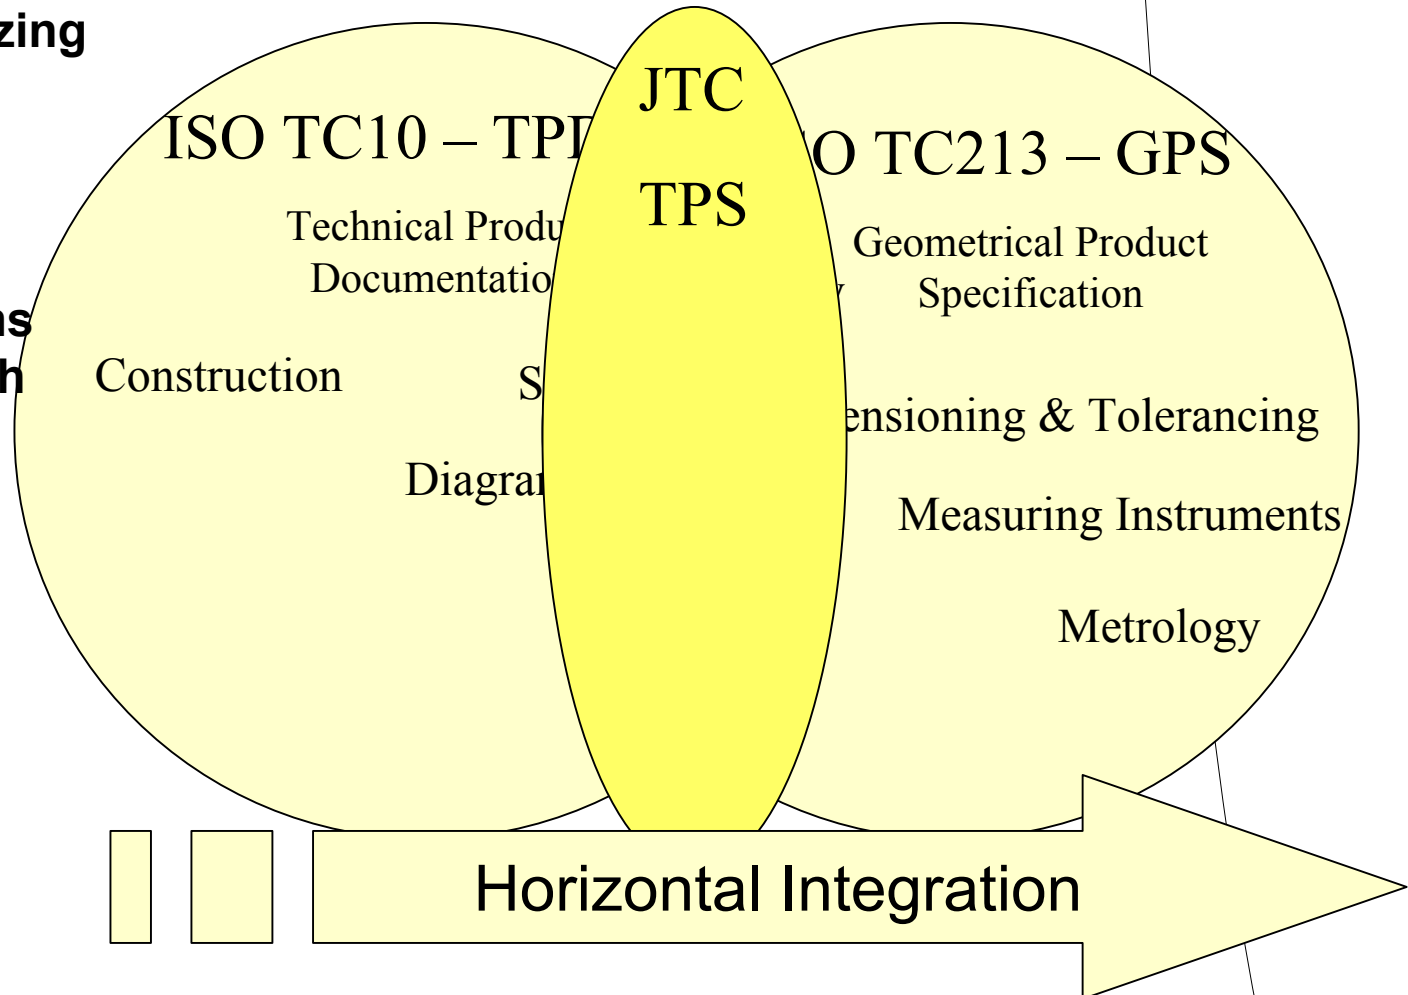 JTC
TPS
ISO TC10 – TP
Technical Produ
Documentatio
Construction
S
Diagra
O TC213 – GPS
Geometrical Product
Specification
ensioning & Tolerancing
Measuring Instruments
Metrology
zing
ns
h
Horizontal Integration